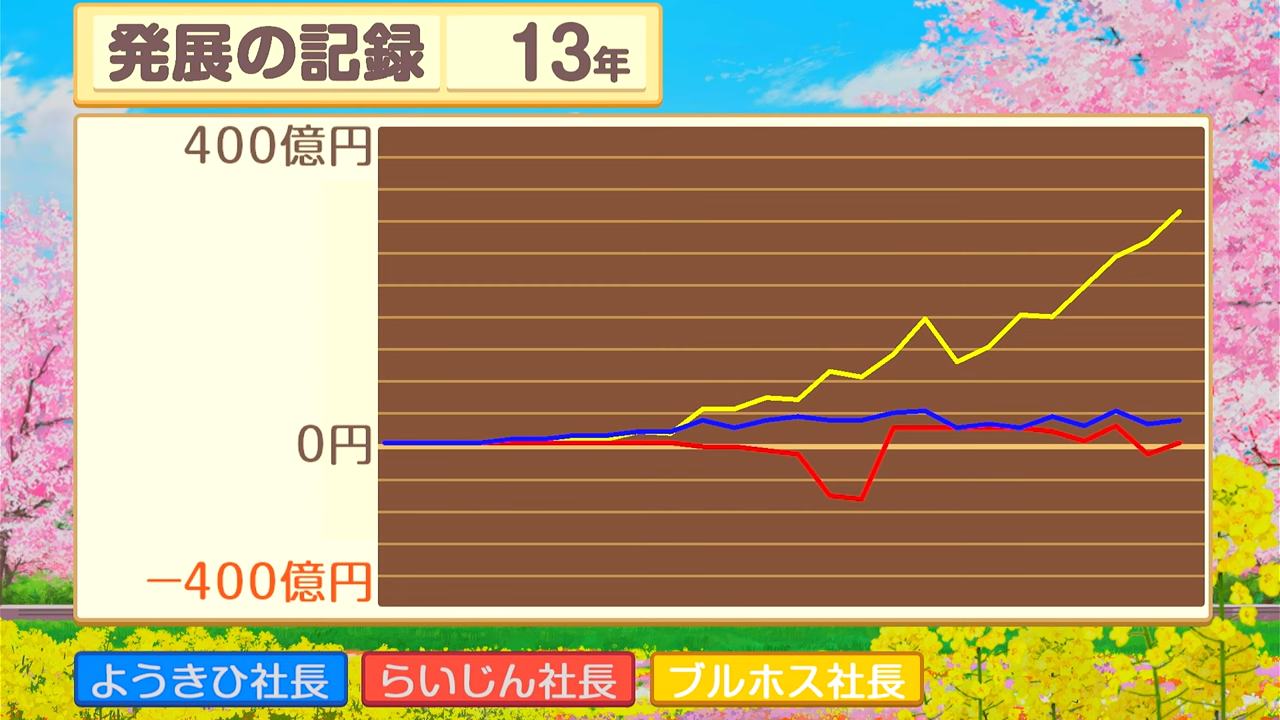 発展の記録 13年
400億円
0円
－400億円
ようきひ社長 らいじん社長 ブルホス社長